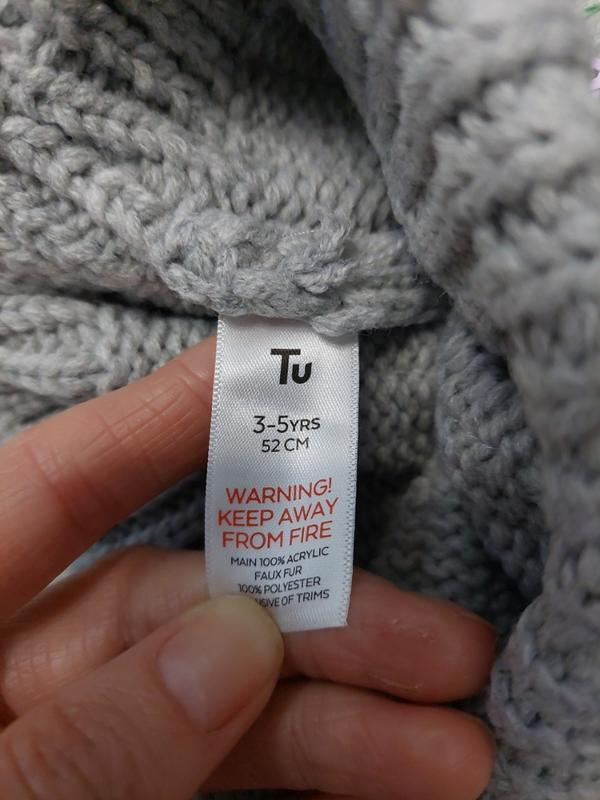 Tu
3-5YRS
52 CM
WARNING!
KEEP AWAY
FROM FIRE
MAIN 100% ACRYLIC
FAUX FUR
100% POLYESTER
OF TRIMS